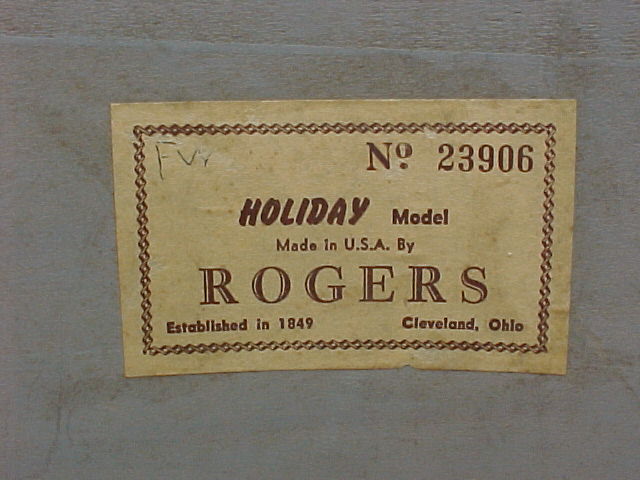 Nº 23906
HOLIDAY Model
Made in U.S.A. By
ROGERS
Established in 1849 Cleveland, Ohio